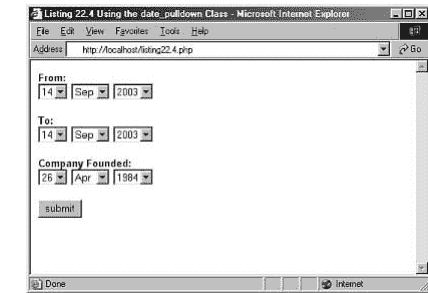 Listing 22.4 Using the date_pulldown Class - Microsoft Internet Explorer
File Edit View Favorites Tools Help
Address http://localhost/listing22.4.php Go
From:
14 Sep 2003
To:
14 Sep 2003
Company Founded:
26 Apr 1984
submit
Done Internet